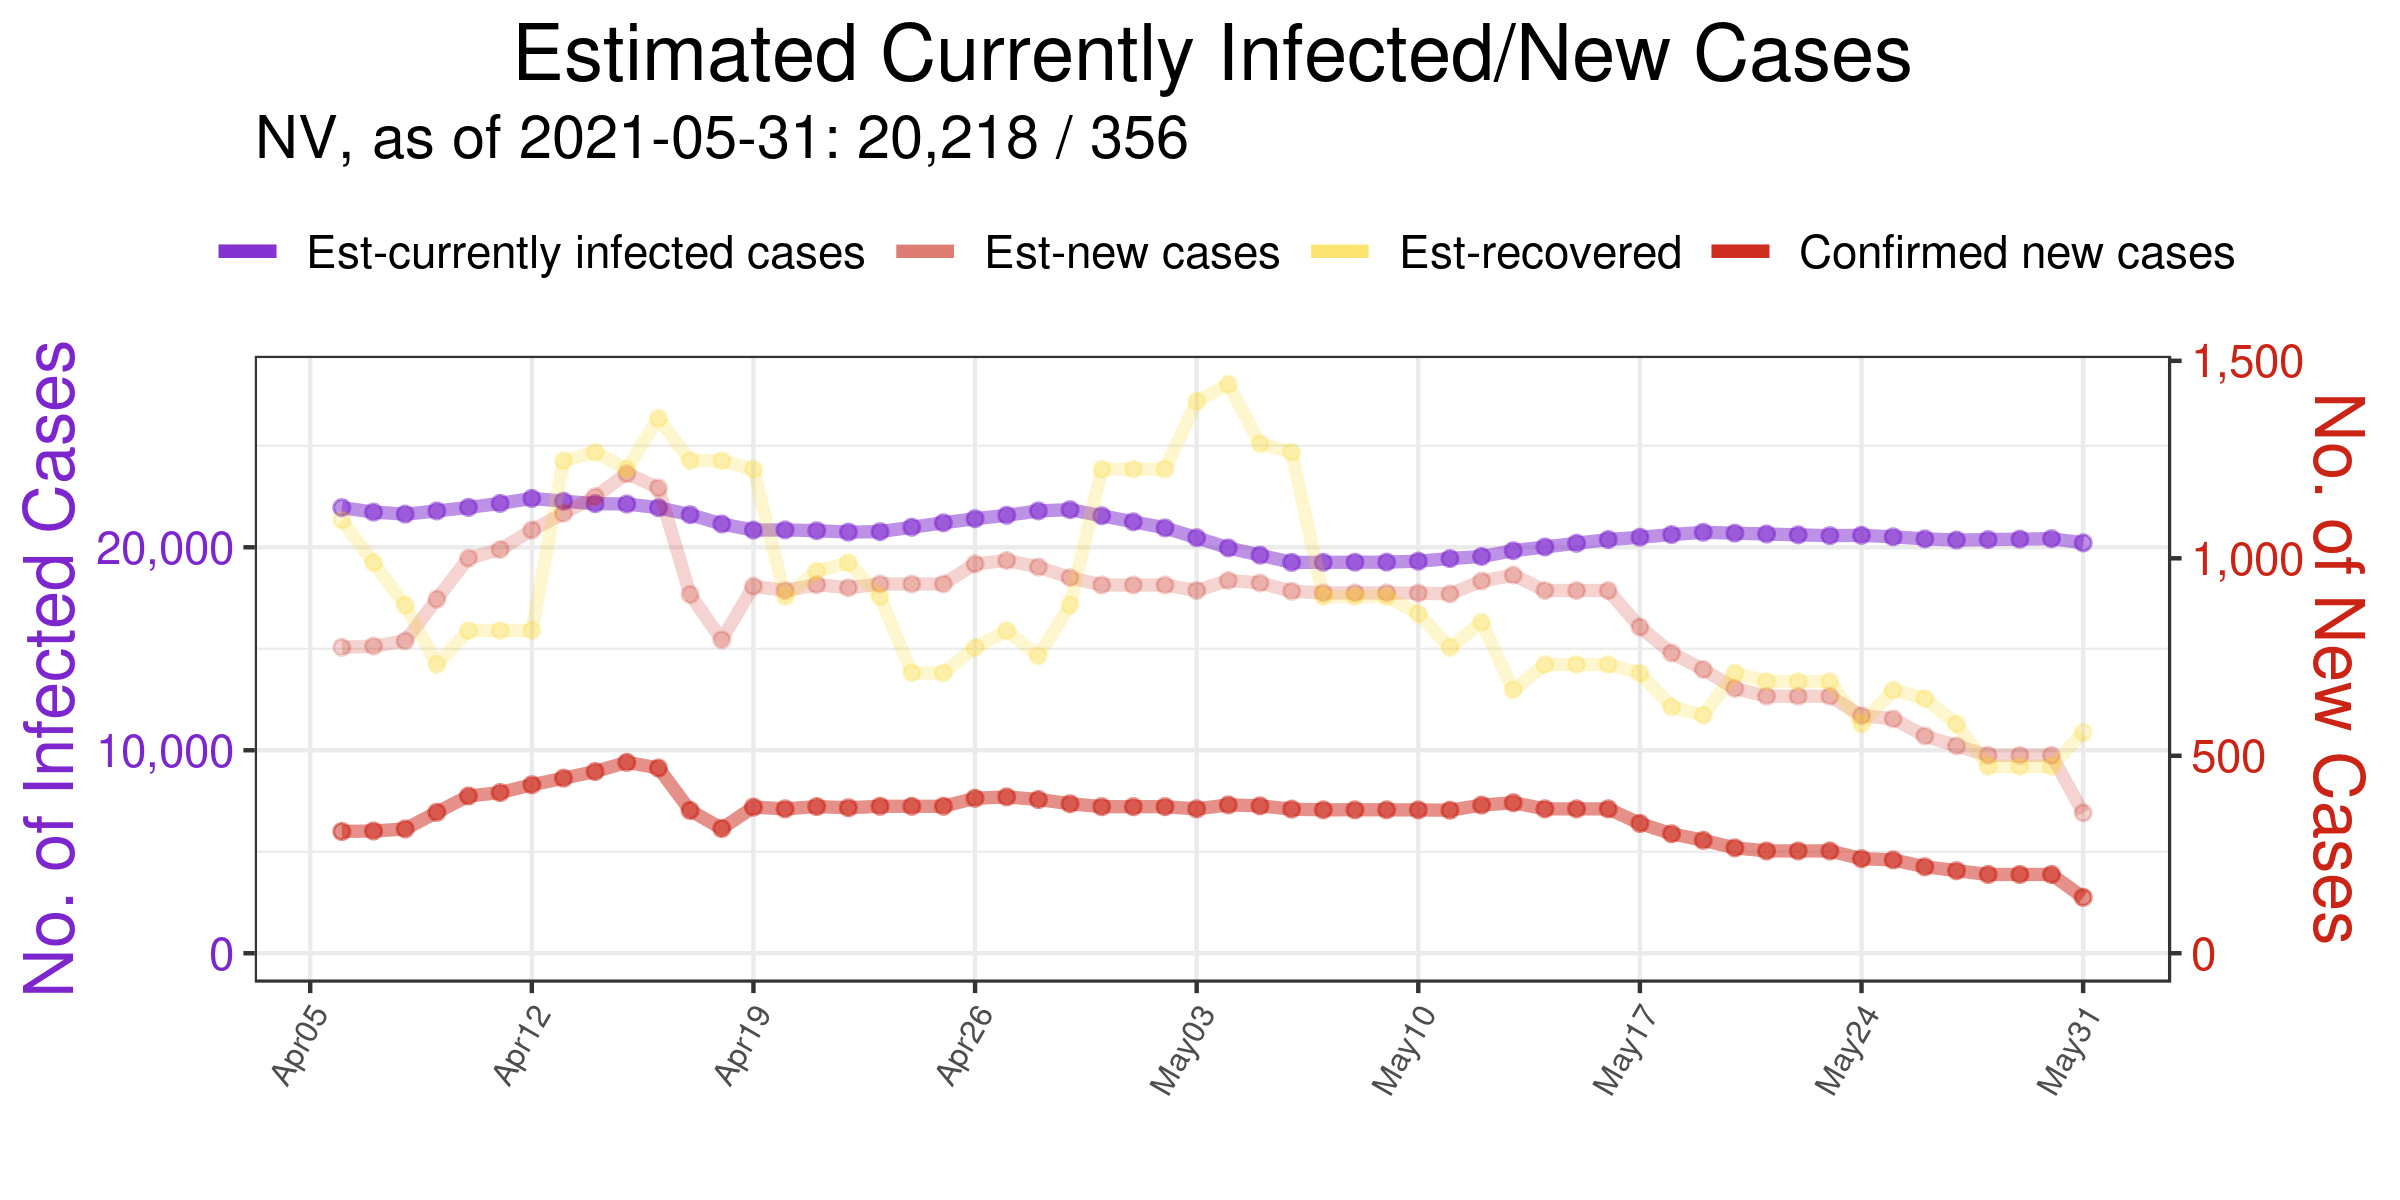 Estimated Currently Infected/New Cases
NV, as of 2021-05-31: 20,218 / 356
Est-currently infected cases Est-new cases Est-recovered Confirmed new cases
No. of Infected Cases
20,000
10,000
0
1,500
1,000
500
0
No. of New Cases
Apr05 Apr12 Apr19 Apr26 May03 May10 May17 May24 May31